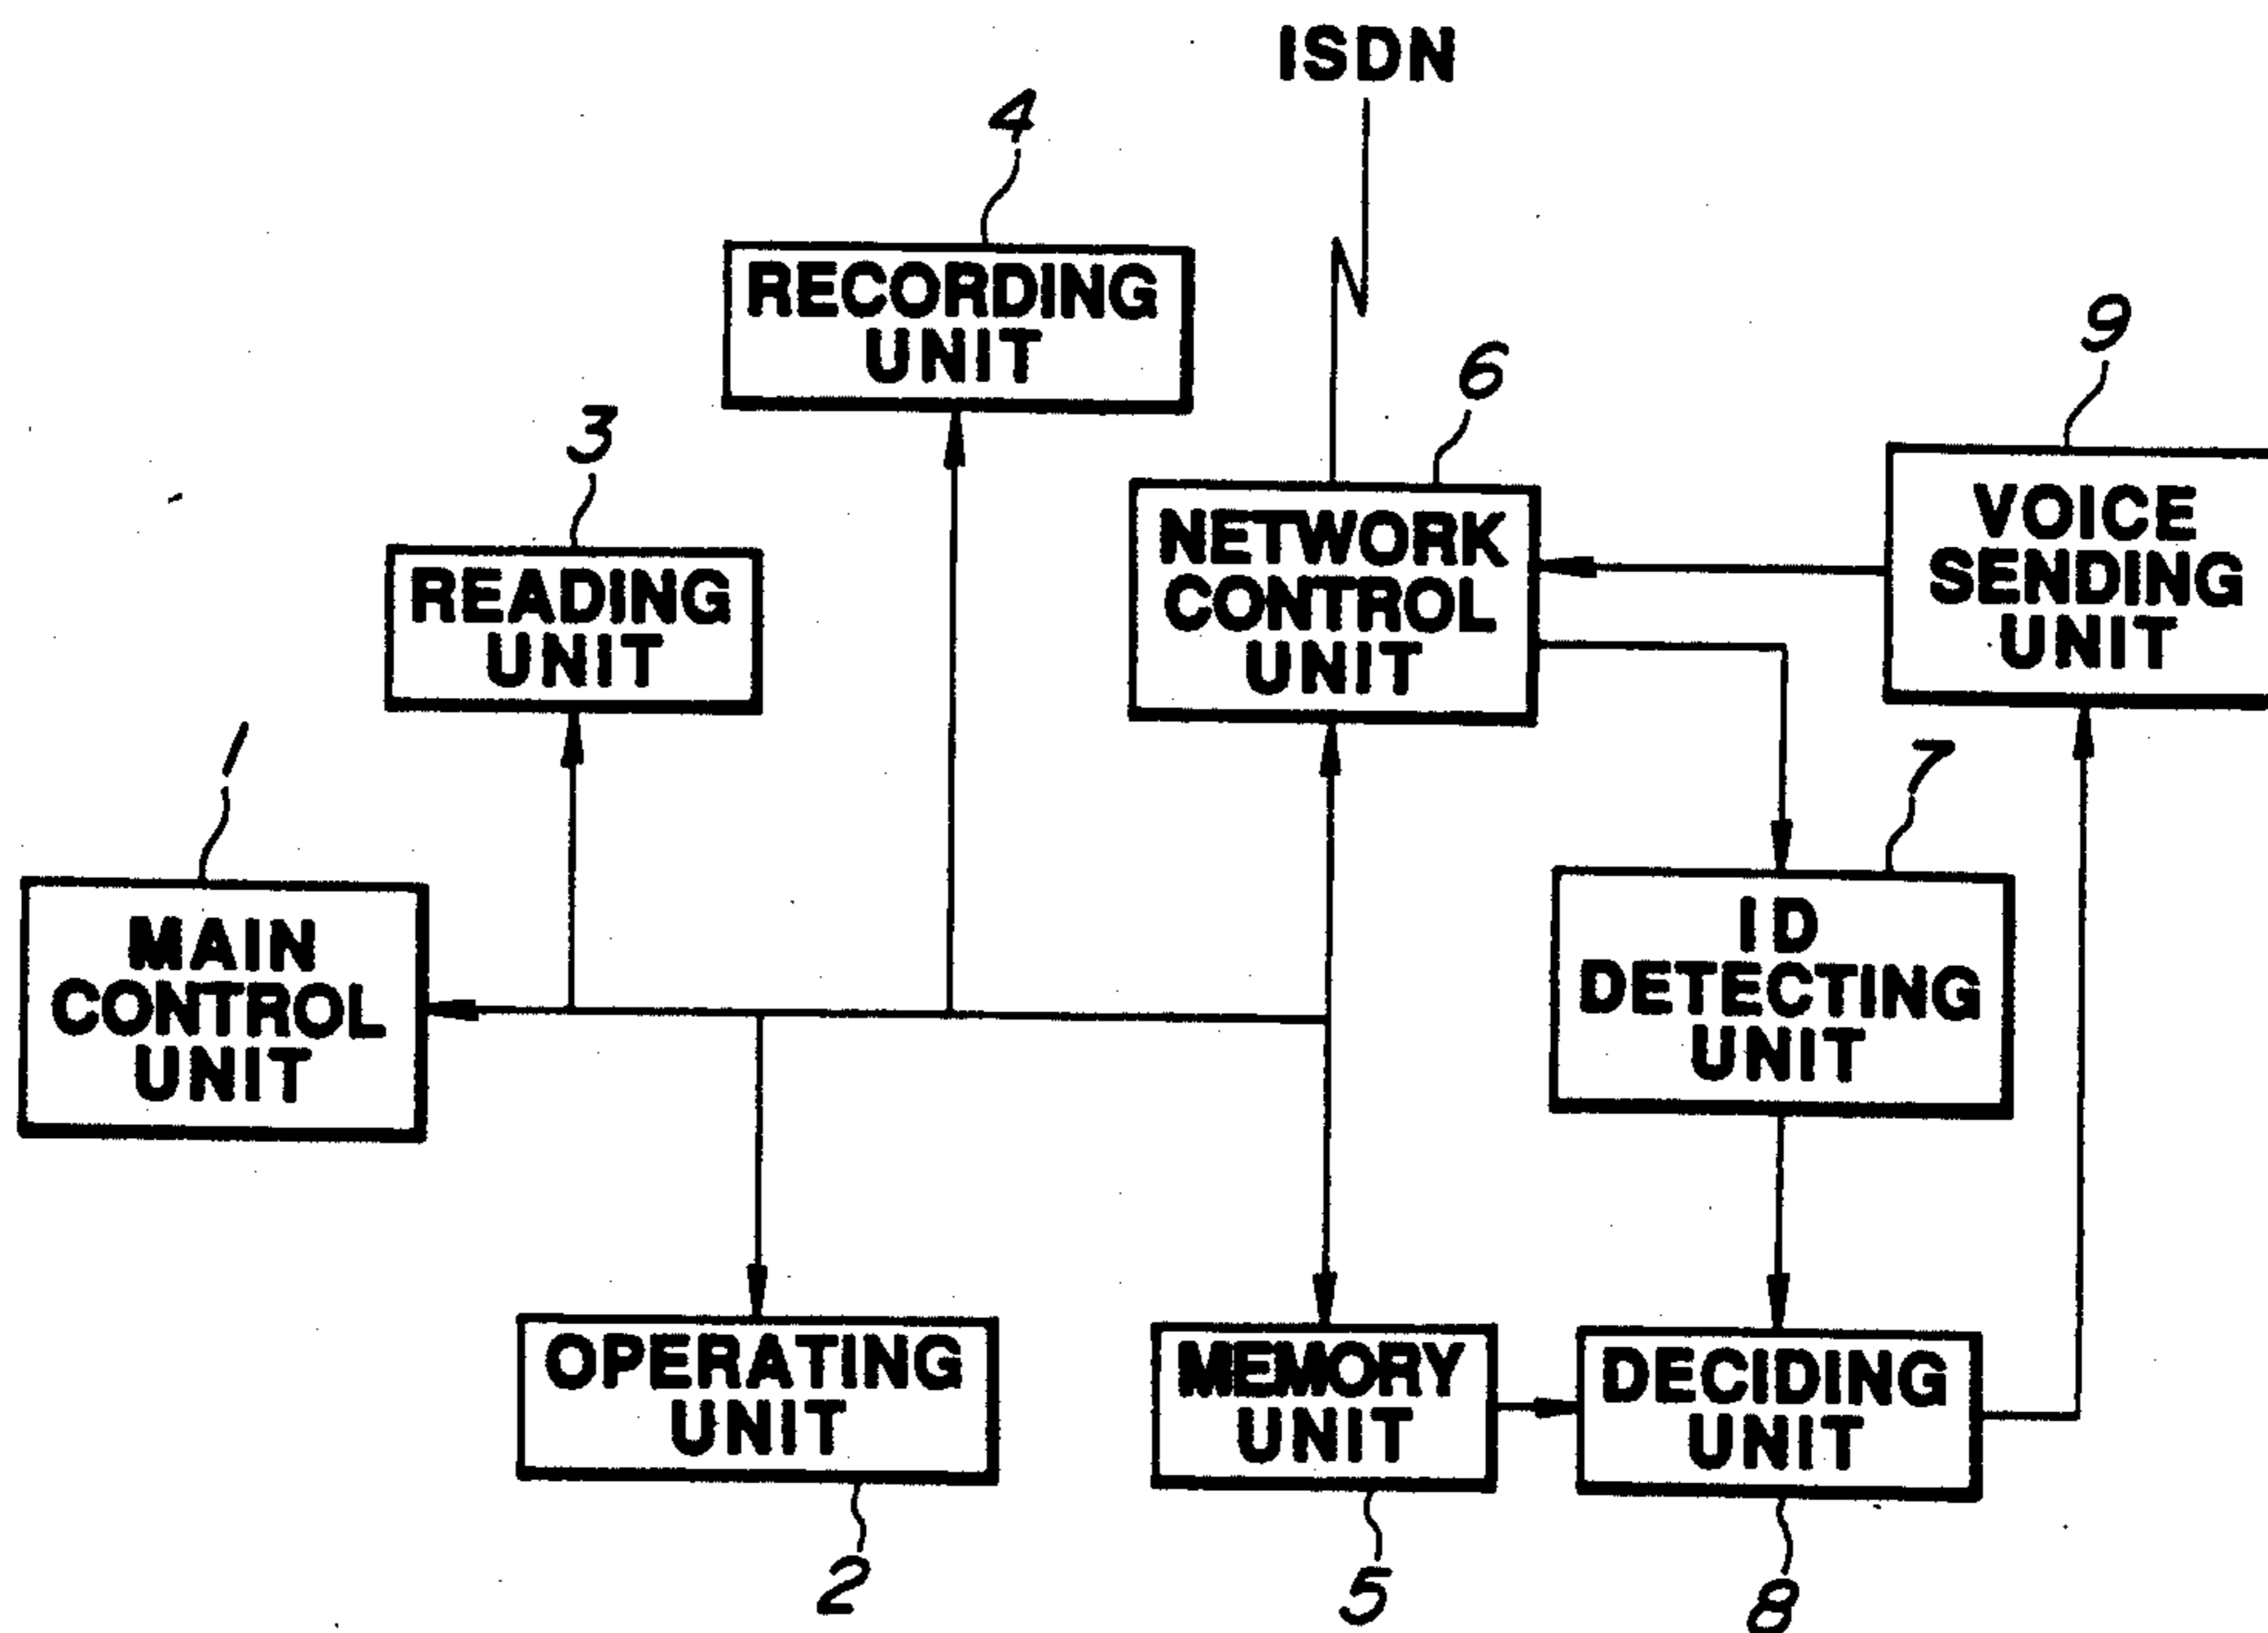 ISDN
4
RECORDING
UNIT
6
9
3
NETWORK
CONTROL
UNIT
VOICE
SENDING
UNIT
READING
UNIT
1
7
MAIN
CONTROL
UNIT
ID
DETECTING
UNIT
OPERATING
UNIT
MEMORY
UNIT
DECIDING
UNIT
2
5
8